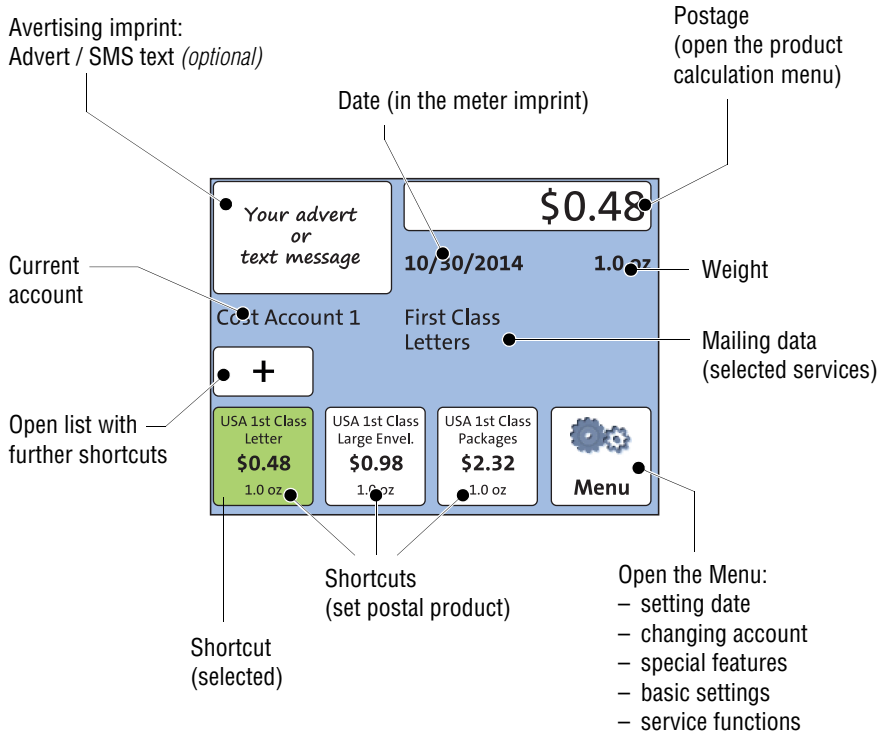 Avertising imprint:
Advert / SMS text (optional)
Postage
(open the product
calculation menu)
Date (in the meter imprint)
Your advert
or
text message
$0.48
10/30/2014
1.0 oz
Weight
Current
account
Cost Account 1
First Class
Letters
Mailing data
(selected services)
+
Open list with
further shortcuts
USA 1st Class
Letter
$0.48
1.0 oz
USA 1st Class
Large Envel.
$0.98
1.0 oz
USA 1st Class
Packages
$2.32
1.0 oz
Menu
Shortcuts
(set postal product)
Shortcut
(selected)
Open the Menu:
– setting date
– changing account
– special features
– basic settings
– service functions